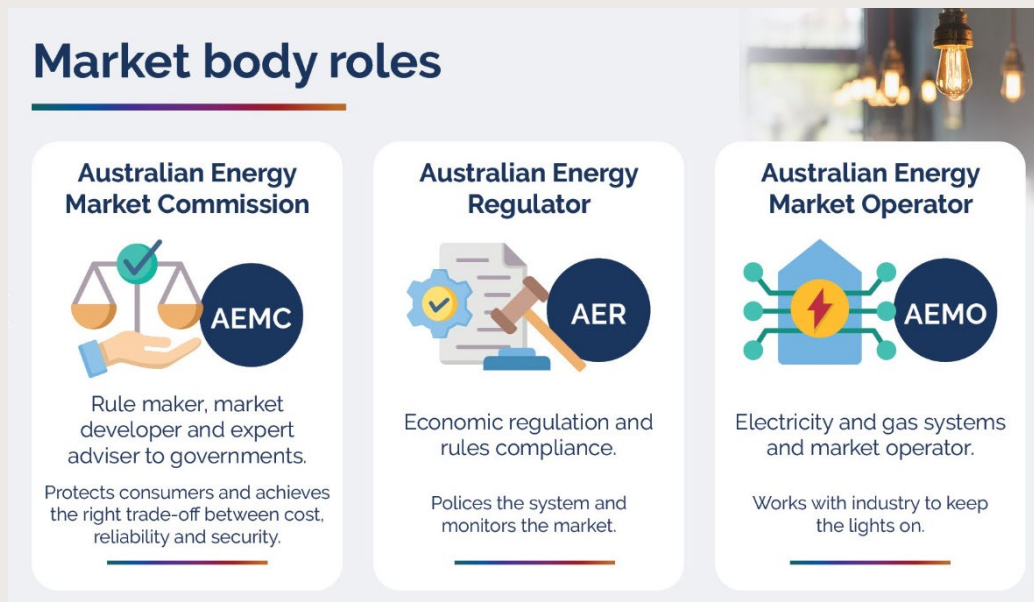 Market body roles
Australian Energy
Market Commission
AEMC
Rule maker, market
developer and expert
adviser to governments.
Protects consumers and achieves
the right trade-off between cost,
reliability and security.
Australian Energy
Regulator
AER
Economic regulation and
rules compliance.
Polices the system and
monitors the market.
Australian Energy
Market Operator
AEMO
Electricity and gas systems
and market operator.
Works with industry to keep
the lights on.